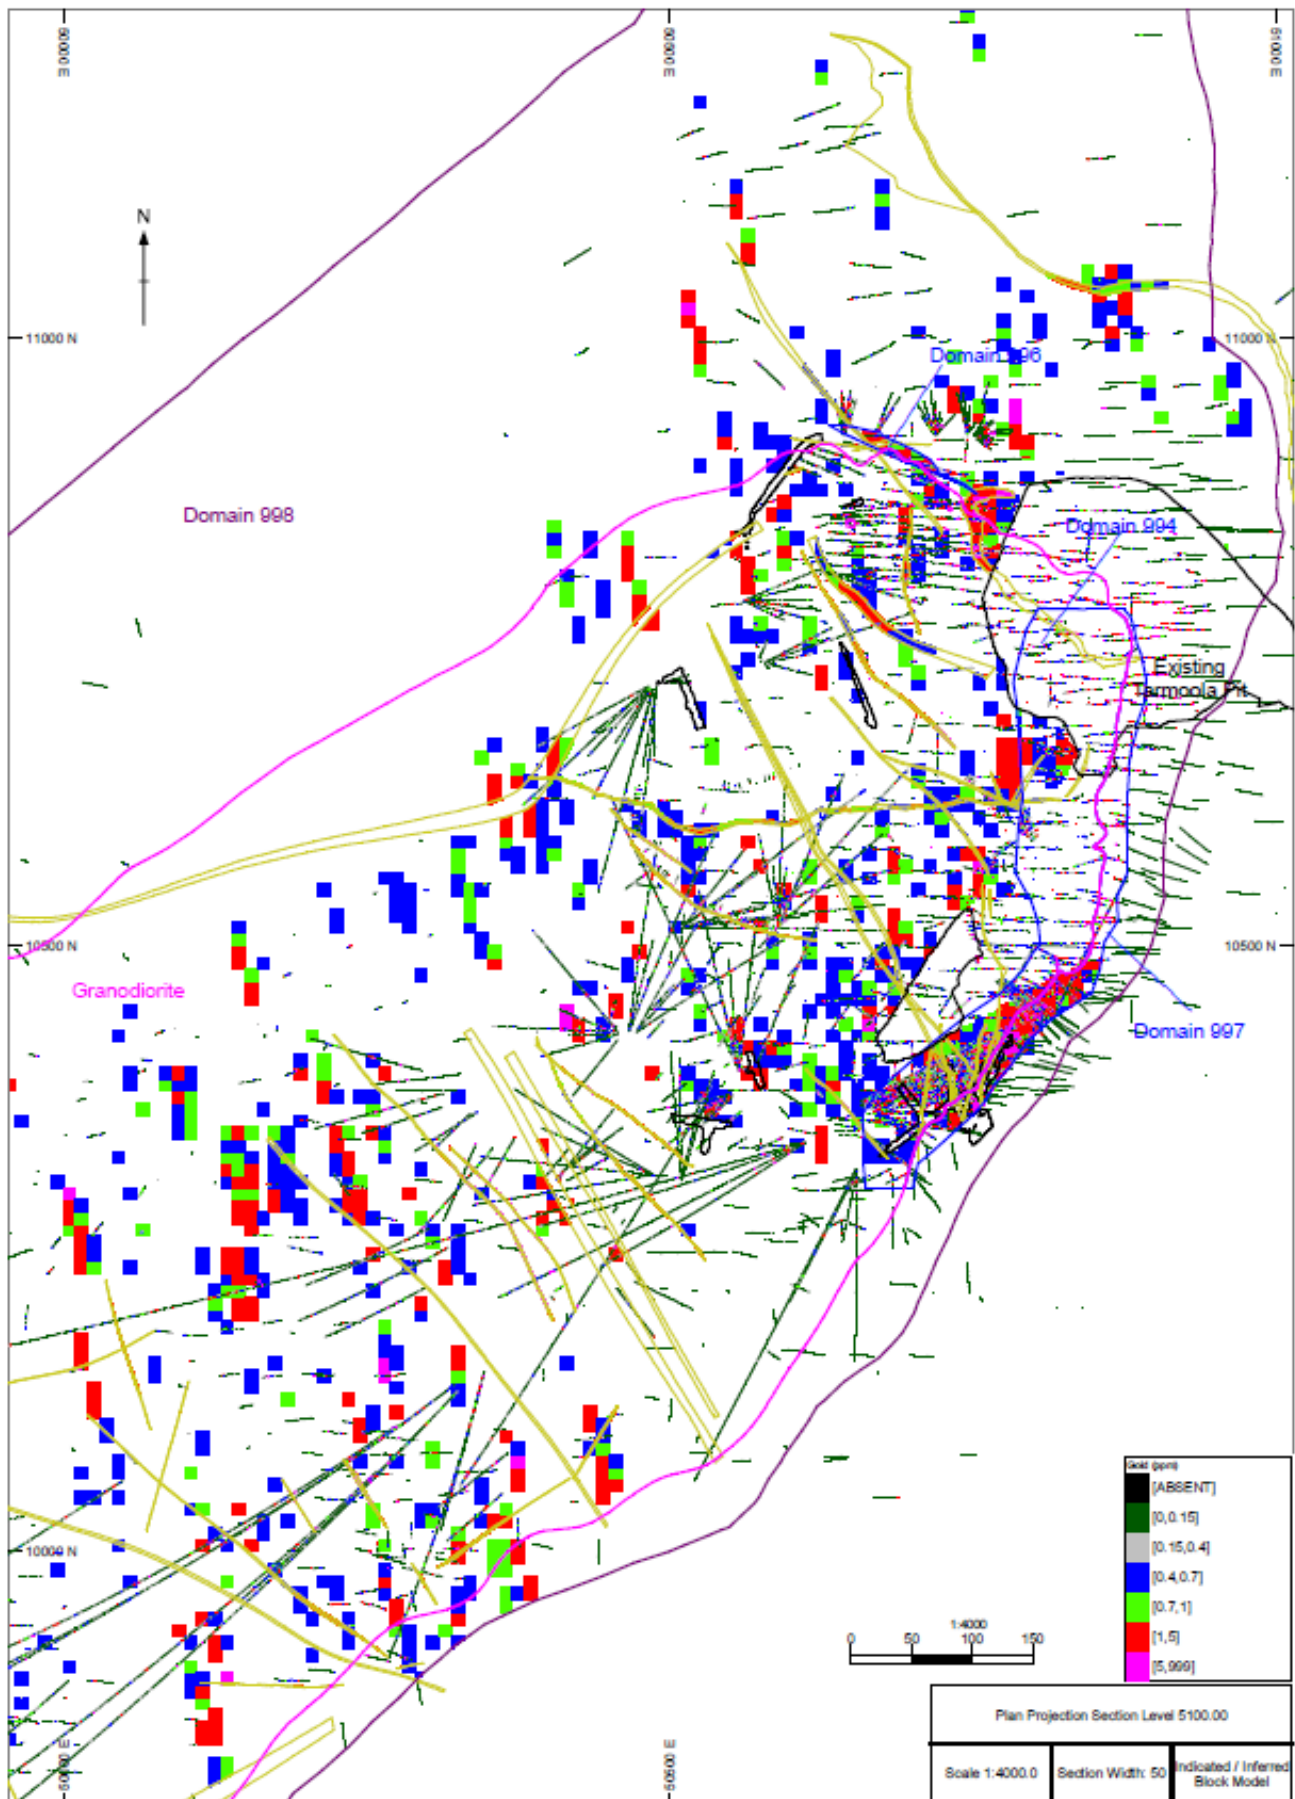 51000 E
N
11000 N
11000 N
Domain 996
Domain 998
Domain 994
Existing
Tarmoola Pit
10500 N
10500 N
Granodiorite
Domain 997
Gold (ppm)
[ABSENT]
[0,0.15]
[0.15,0.4]
[0.4,0.7]
[0.7,1]
[1,5]
[5,999]
10000 N
1:4000
0 50 100 150
Plan Projection Section Level 5100.00
Scale 1:4000.0
Section Width: 50
Indicated / Inferred
Block Model
50000 E
50500 E